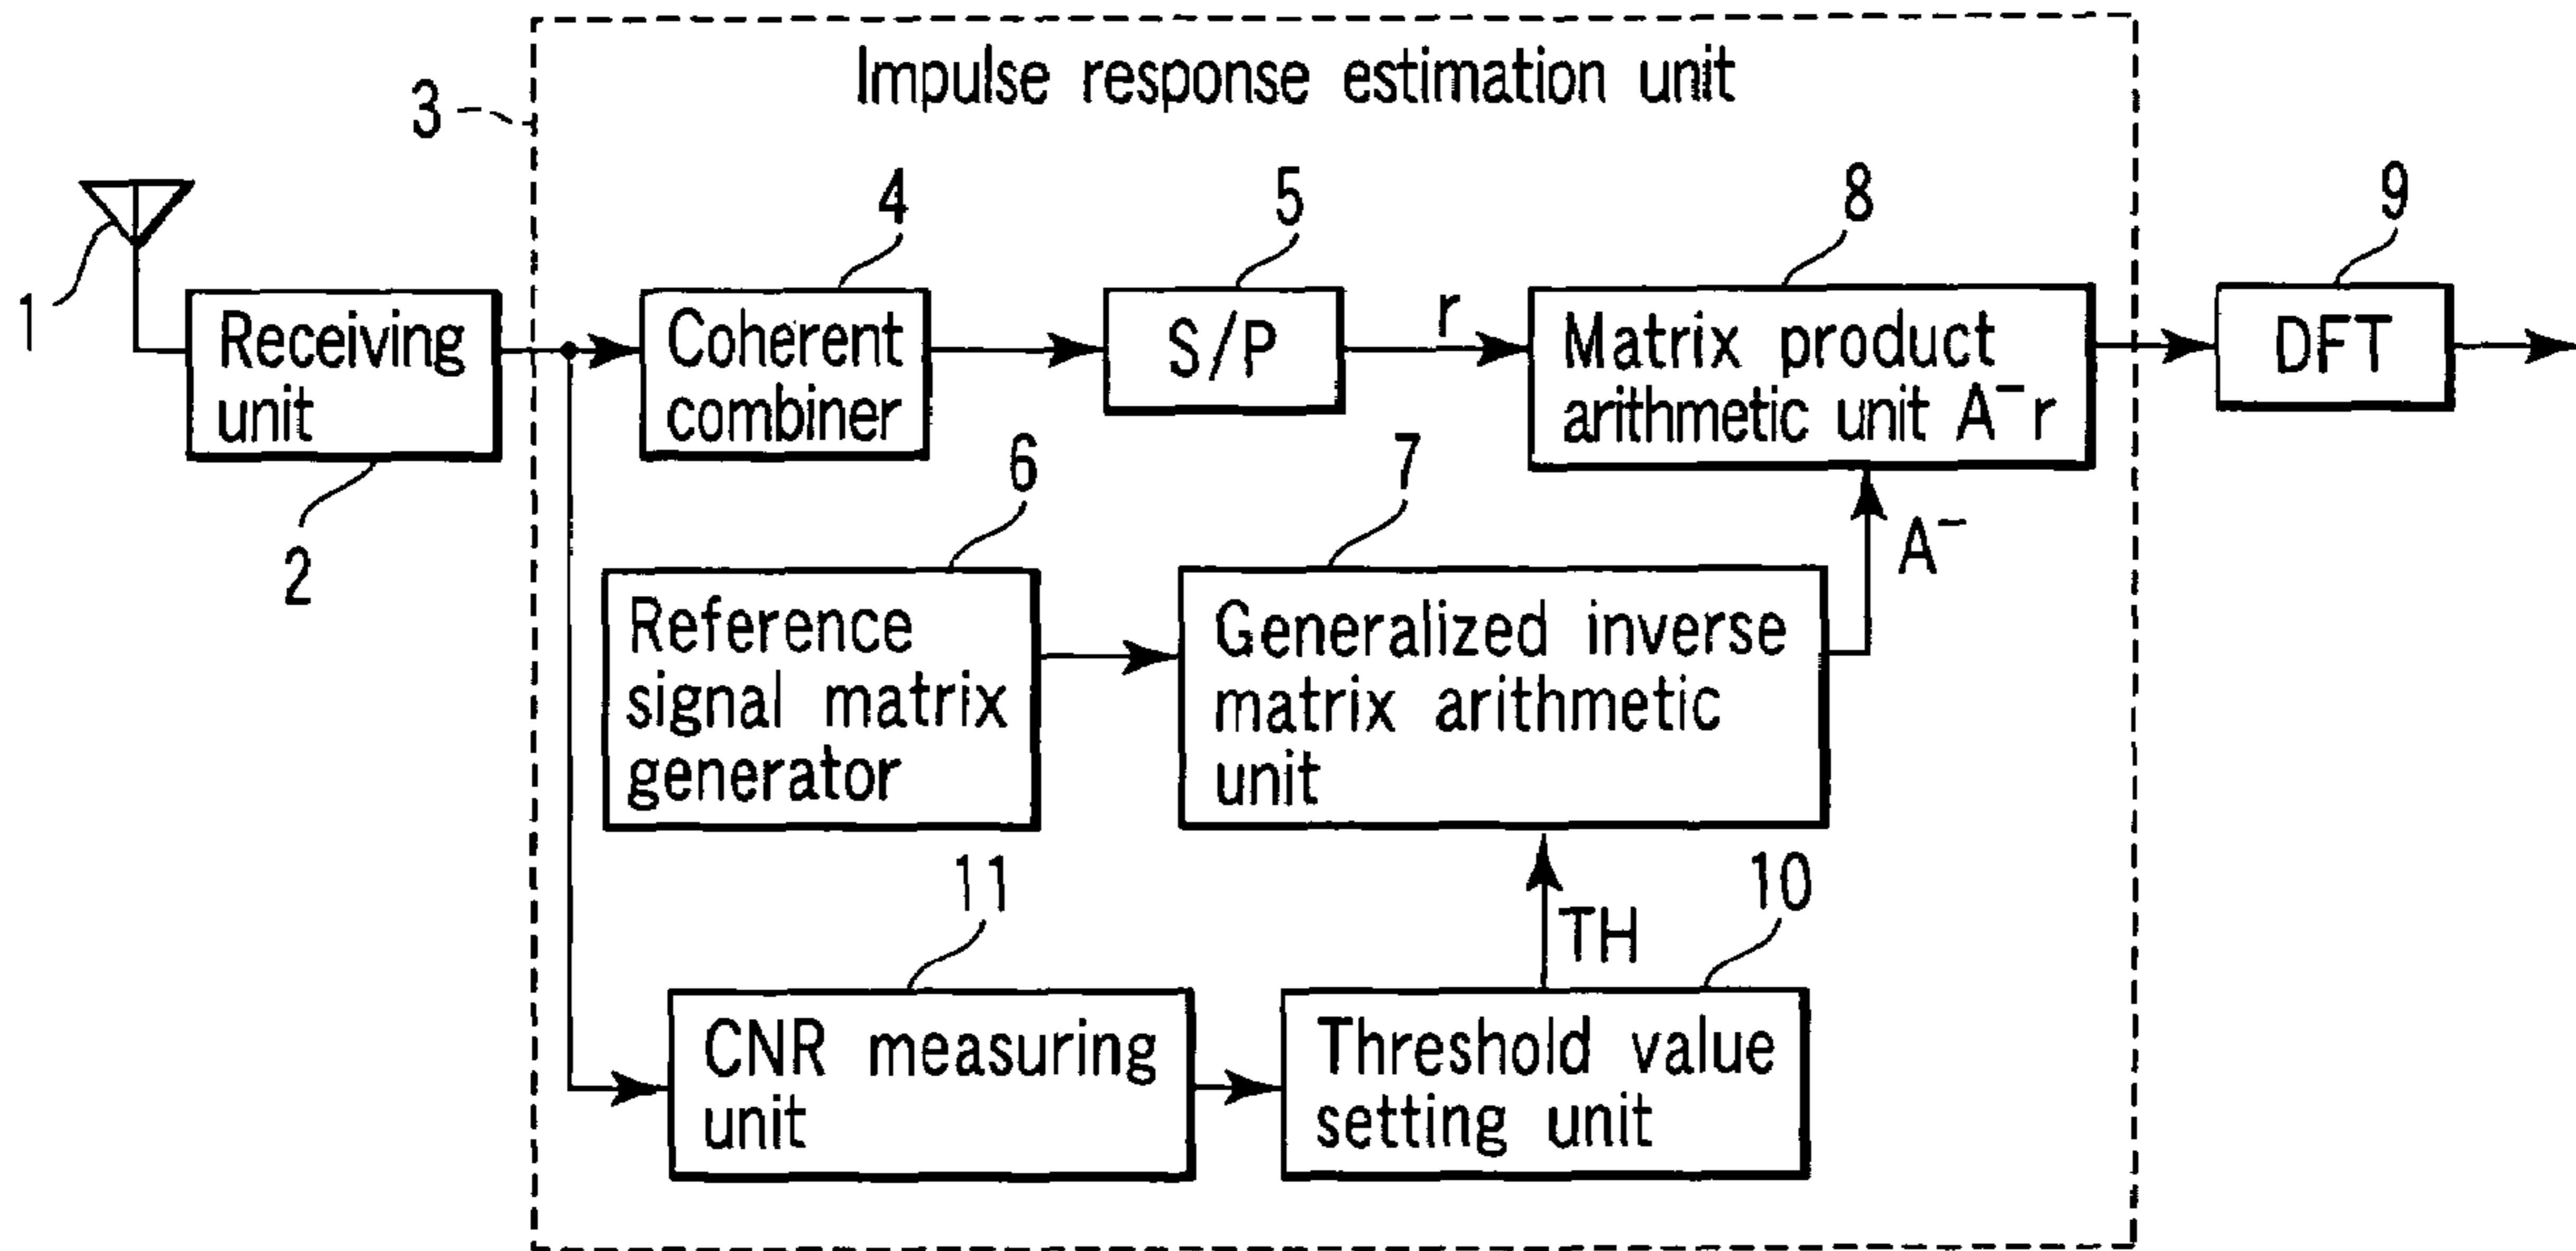 Impulse response estimation unit
3
1
Receiving
unit
2
4
Coherent
combiner
5
S/P
r
8
Matrix product
arithmetic unit A⁻r
9
DFT
6
Reference
signal matrix
generator
7
Generalized inverse
matrix arithmetic
unit
A⁻
11
CNR measuring
unit
TH
10
Threshold value
setting unit